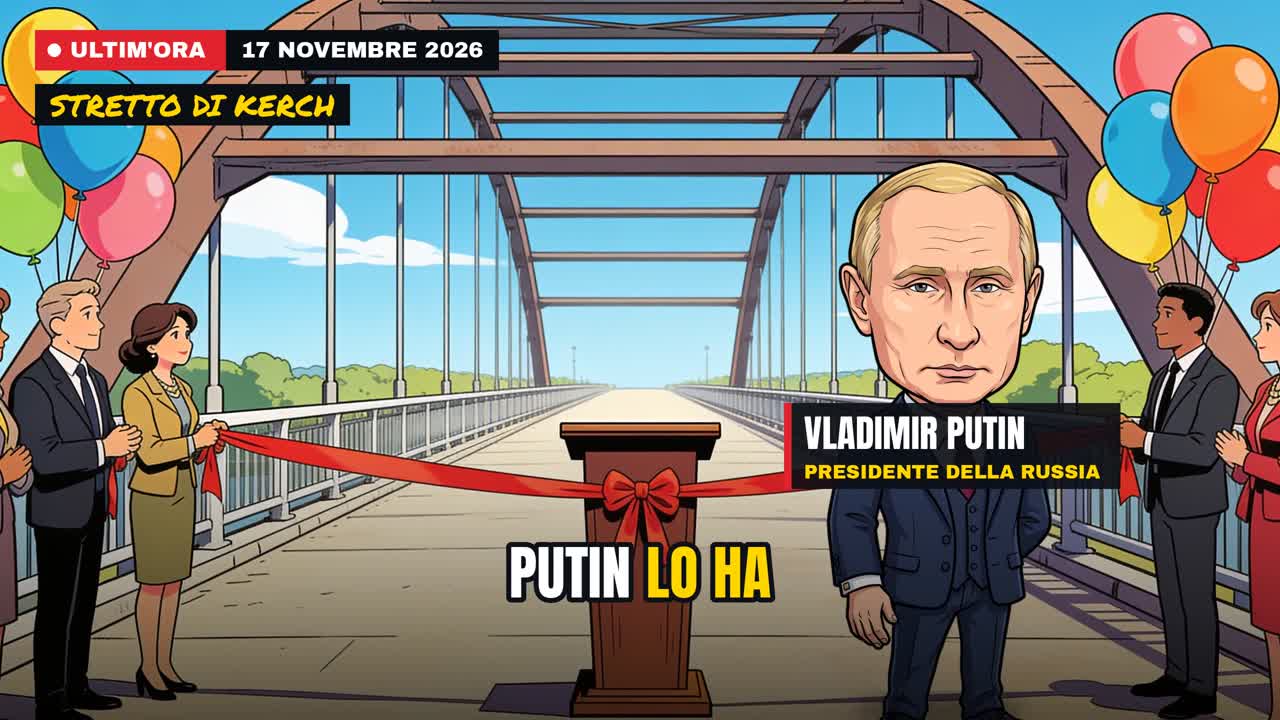 ULTIM'ORA 17 NOVEMBRE 2026
STRETTO DI KERCH
VLADIMIR PUTIN
PRESIDENTE DELLA RUSSIA
PUTIN LO HA